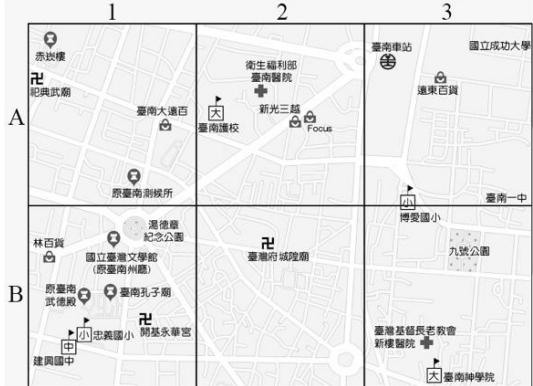 1
2
3
A
赤崁樓
祀典武廟
臺南大遠百
原臺南測候所
衛生福利部
臺南醫院
大
臺南護校
新光三越
Focus
臺南車站
國立成功大學
遠東百貨
小
博愛國小
臺南一中
B
湯德章
紀念公園
林百貨
國立臺灣文學館
(原臺南州廳)
原臺南
武德殿
臺南孔子廟
小
忠義國小
中
建興國中
開基永華宮
臺灣府城隍廟
九號公園
臺灣基督長老教會
新樓醫院
大
臺南神學院